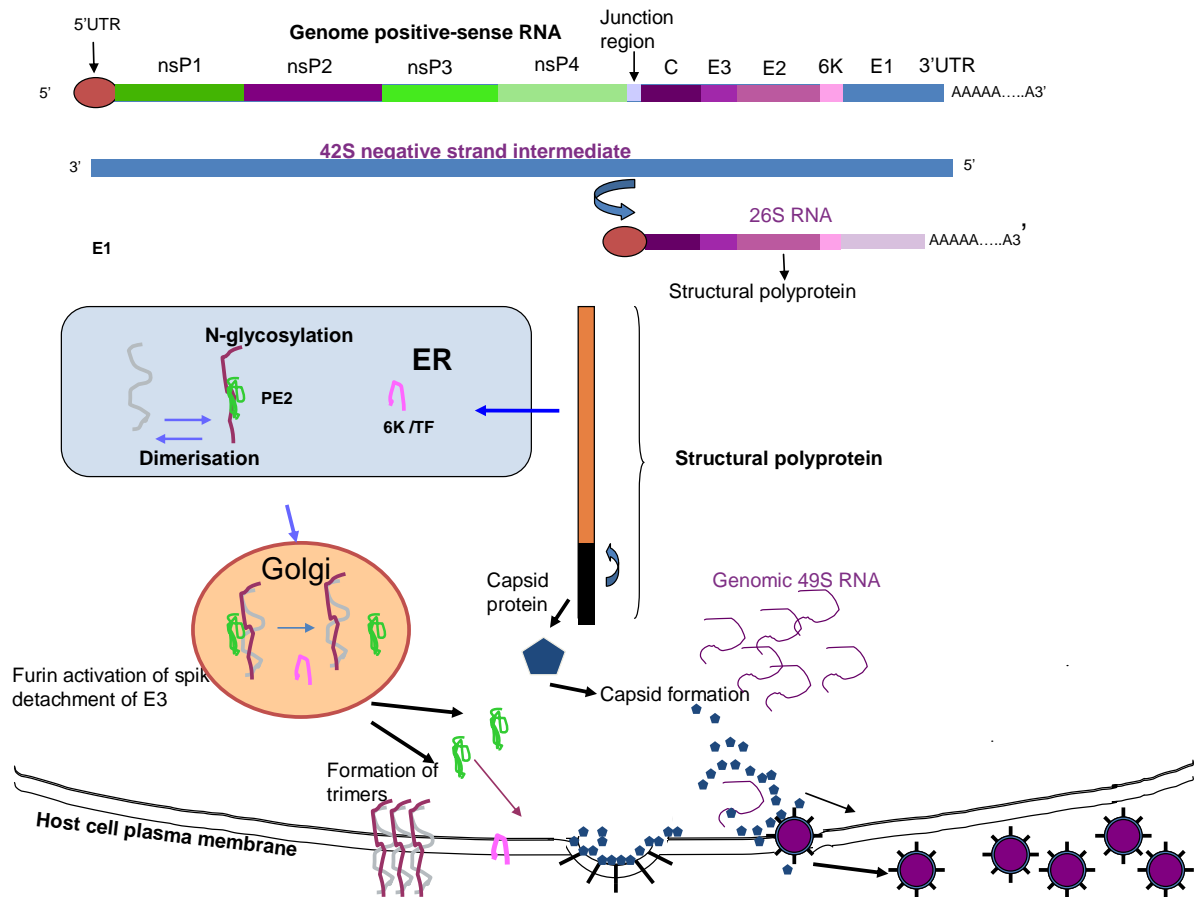 5'UTR
Genome positive-sense RNA
Junction
region
nsP1
nsP2
nsP3
nsP4
C
E3
E2
6K
E1
3'UTR
5'
AAAAA…..A3'
42S negative strand intermediate
3'
5'
26S RNA
E1
AAAAA…..A3'
Structural polyprotein
N-glycosylation
ER
PE2
6K /TF
Dimerisation
Structural polyprotein
Golgi
Capsid
protein
Genomic 49S RNA
Furin activation of spik
detachment of E3
Capsid formation
Formation of
trimers
Host cell plasma membrane